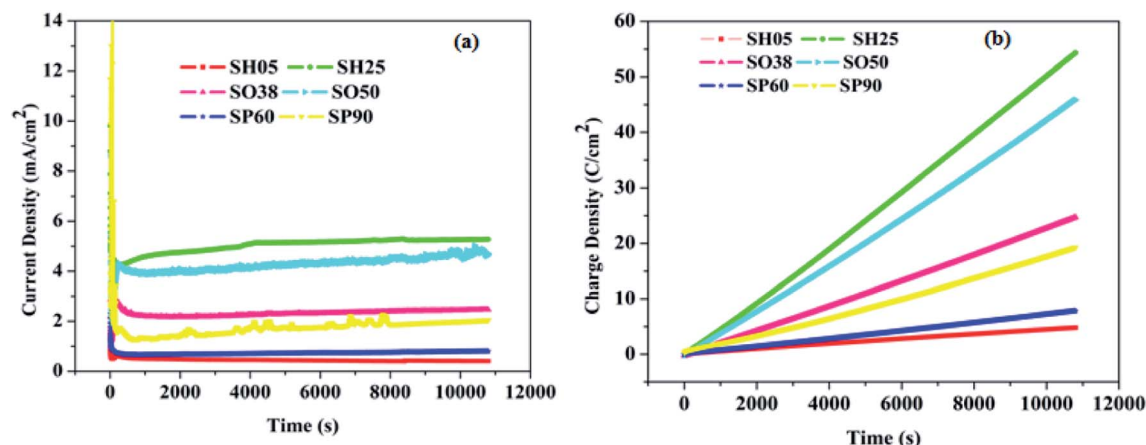 (a)
SH05 SH25
SO38 SO50
SP60 SP90
Current Density (mA/cm²)
14
12
10
8
6
4
2
0
0 2000 4000 6000 8000 10000 12000
Time (s)
(b)
SH05 SH25
SO38 SO50
SP60 SP90
Charge Density (C/cm²)
60
50
40
30
20
10
0
0 2000 4000 6000 8000 10000 12000
Time (s)